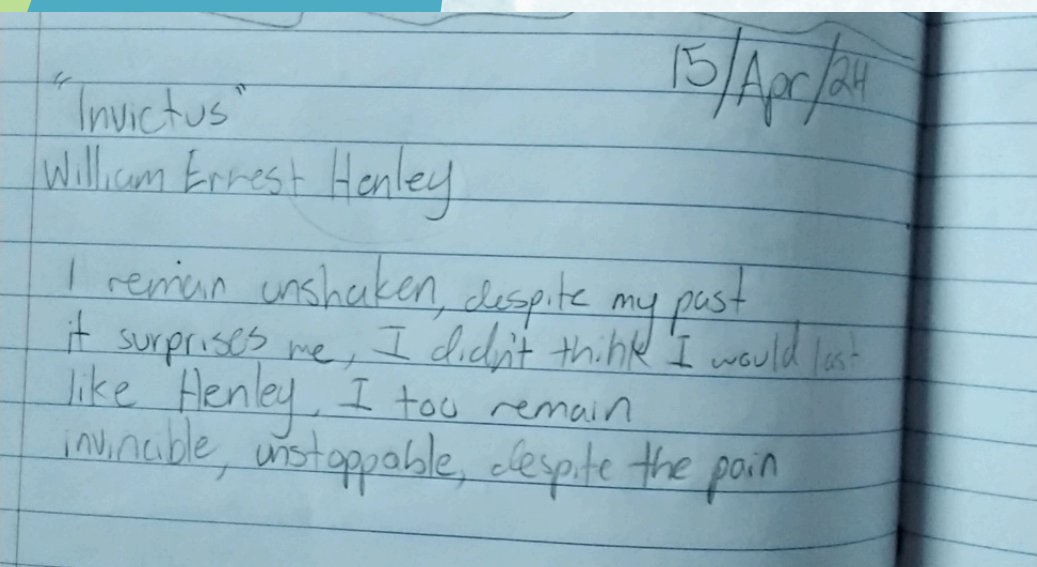 15/Apr/24
"Invictus"
William Ernest Henley
I remain unshaken, despite my past
it surprises me, I didn't think I would last
like Henley, I too remain
invincible, unstoppable, despite the pain